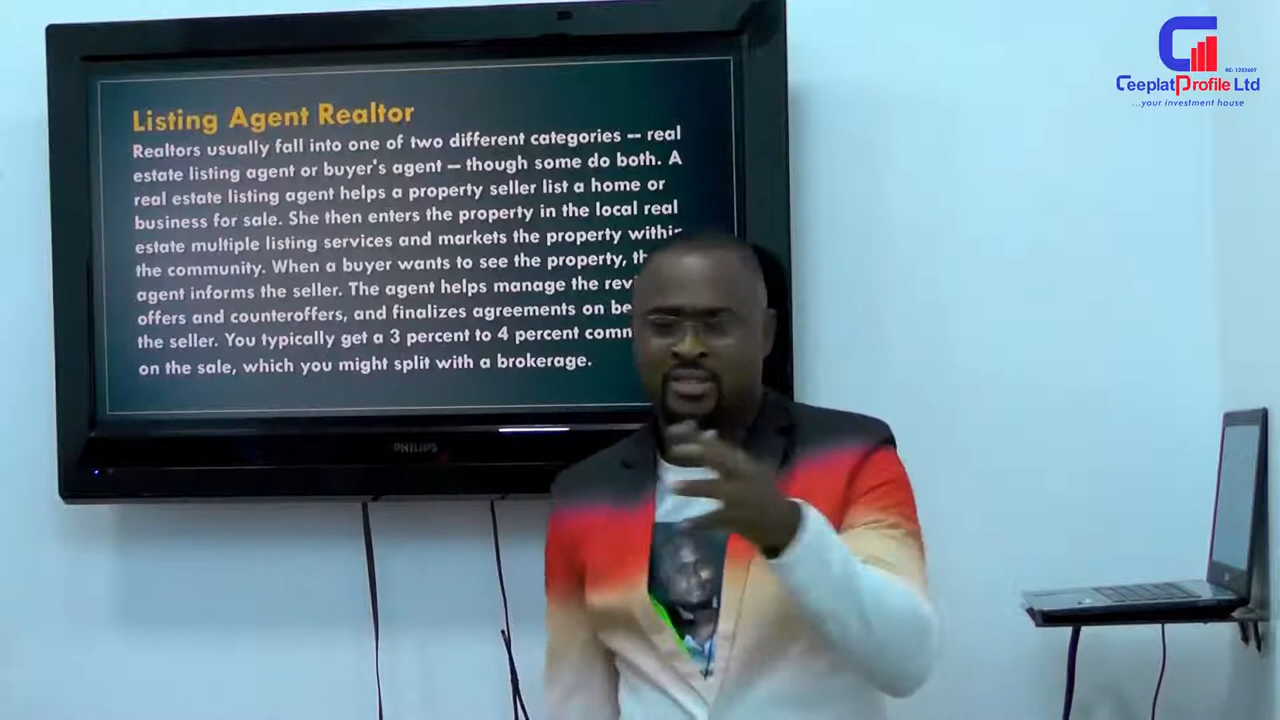 Listing Agent Realtor
Realtors usually fall into one of two different categories -- real
estate listing agent or buyer's agent -- though some do both. A
real estate listing agent helps a property seller list a home or
business for sale. She then enters the property in the local real
estate multiple listing services and markets the property within
the community. When a buyer wants to see the property,
agent informs the seller. The agent helps manage the
offers and counteroffers, and finalizes agreements on
the seller. You typically get a 3 percent to 4 percent
on the sale, which you might split with a brokerage.
PHILIPS
RC: 1252607
CeeplatProfile Ltd
...your investment house